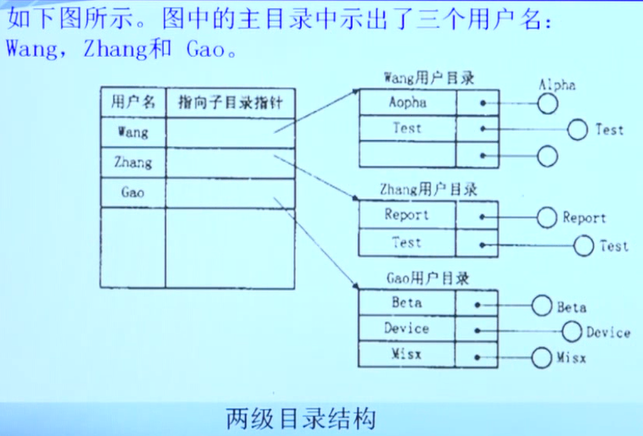 如下图所示。图中的主目录中示出了三个用户名:
Wang, Zhang和 Gao。
用户名 指向子目录指针
Wang
Zhang
Gao
Wang用户目录
Aopha
Test
Alpha
Test
Zhang用户目录
Report
Test
Report
Test
Gao用户目录
Beta
Device
Misx
Beta
Device
Misx
两级目录结构